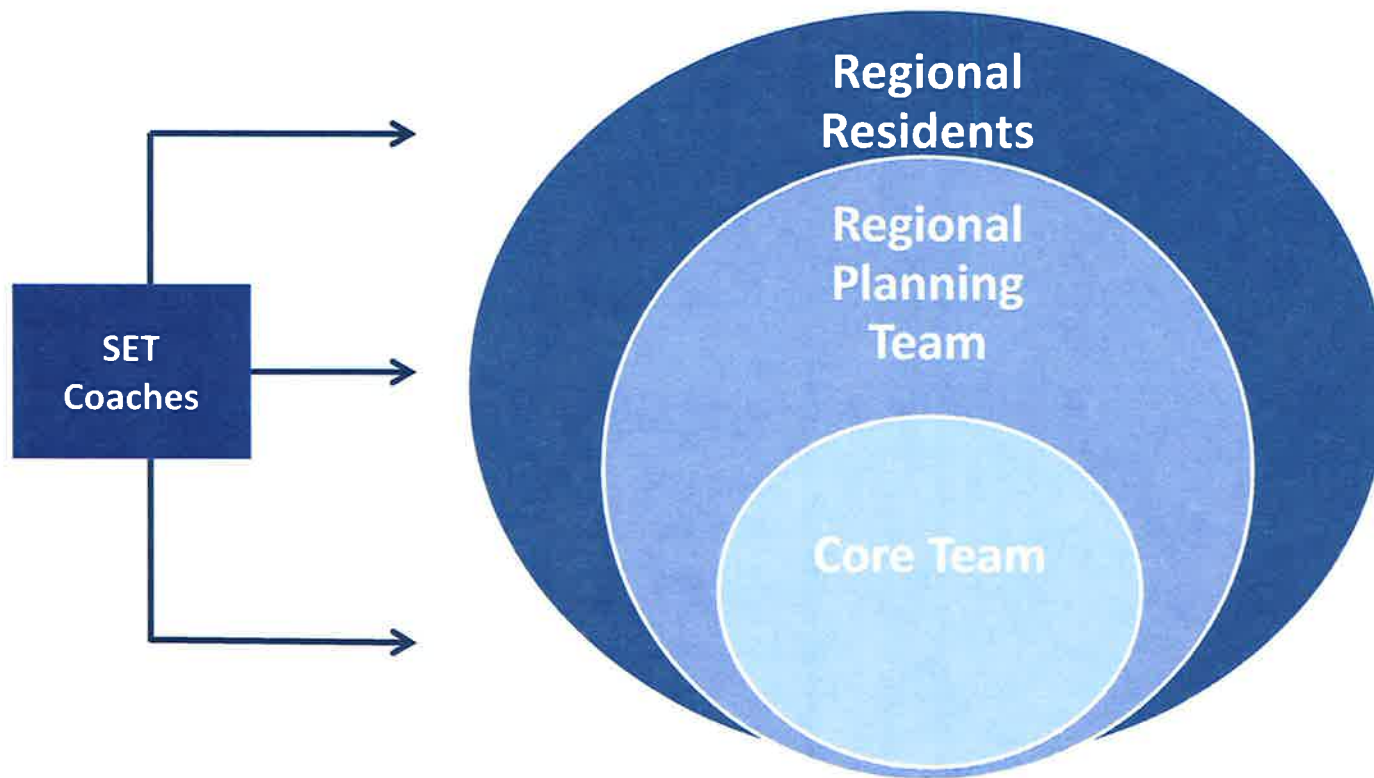 Regional
Residents
Regional
Planning
Team
SET
Coaches
Core Team